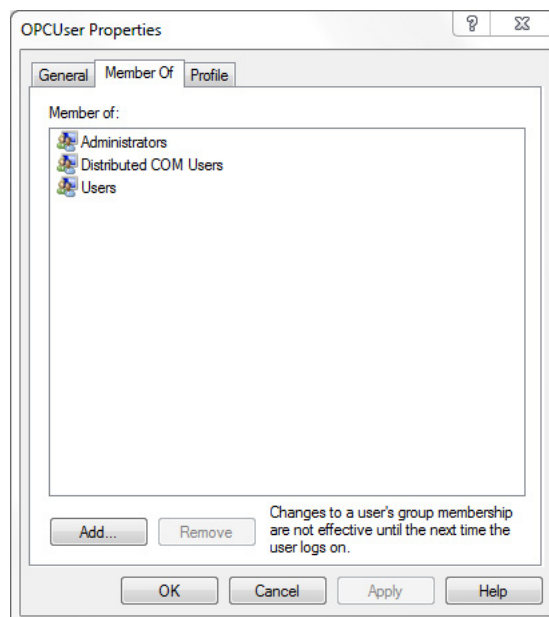 OPCUser Properties
General Member Of Profile
Member of:
Administrators
Distributed COM Users
Users
Add... Remove
Changes to a user's group membership
are not effective until the next time the
user logs on.
OK Cancel Apply Help